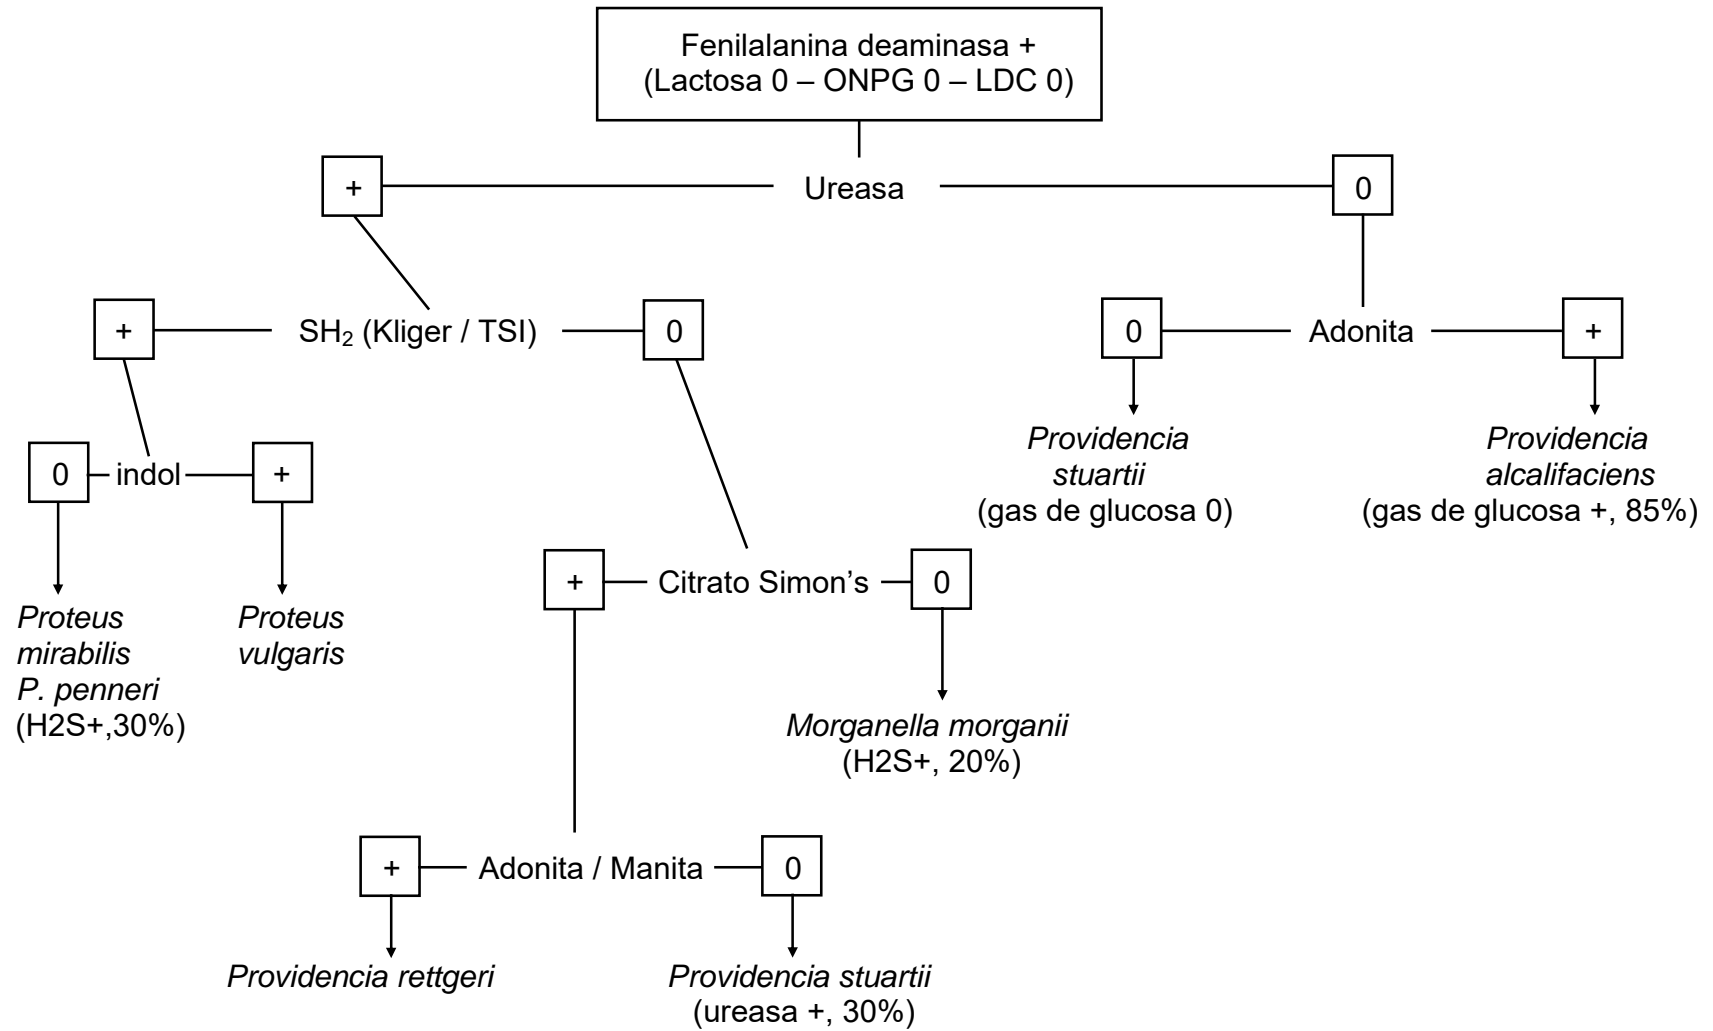 Fenilalanina deaminasa +
(Lactosa 0 – ONPG 0 – LDC 0)
+ Ureasa 0
+ SH₂ (Kliger / TSI) 0
0 Adonita +
Providencia
stuartii
(gas de glucosa 0)
Providencia
alcalifaciens
(gas de glucosa +, 85%)
0 indol +
+ Citrato Simon’s 0
Proteus
mirabilis
P. penneri
(H2S+,30%)
Proteus
vulgaris
Morganella morganii
(H2S+, 20%)
+ Adonita / Manita 0
Providencia rettgeri
Providencia stuartii
(ureasa +, 30%)